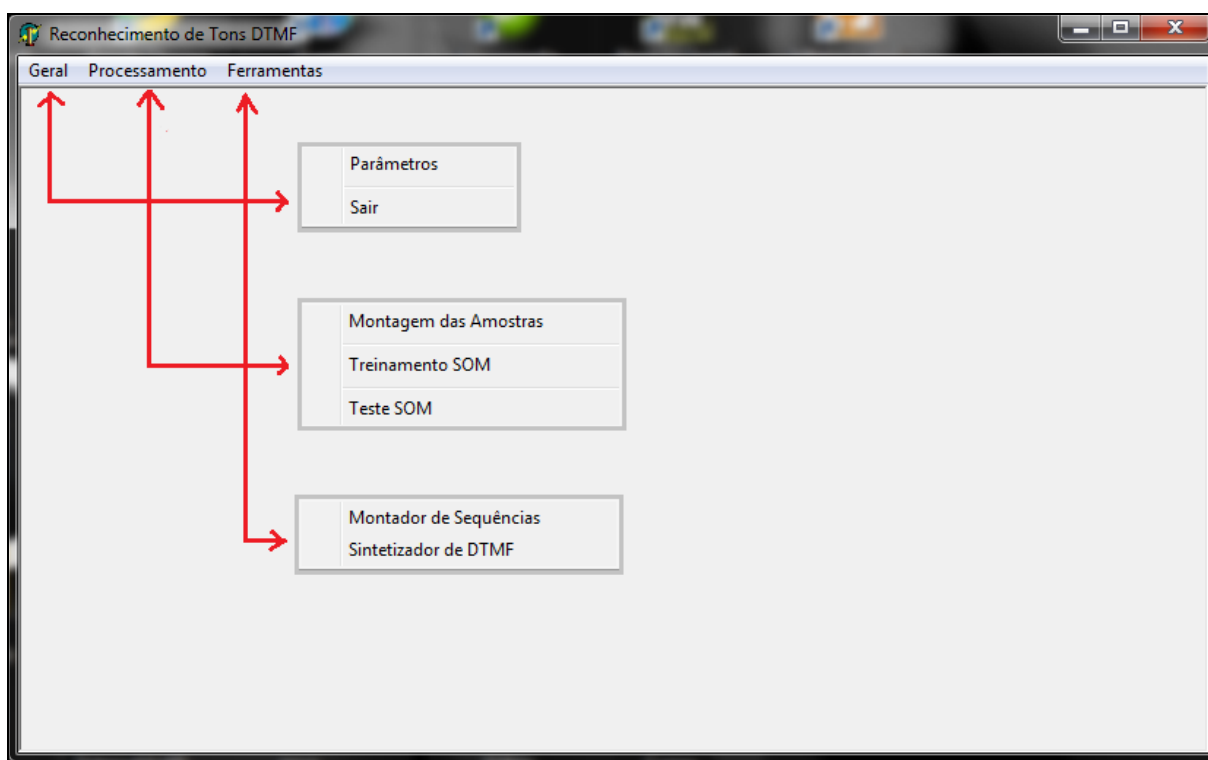 Reconhecimento de Tons DTMF
Geral Processamento Ferramentas
Parâmetros
Sair
Montagem das Amostras
Treinamento SOM
Teste SOM
Montador de Sequências
Sintetizador de DTMF